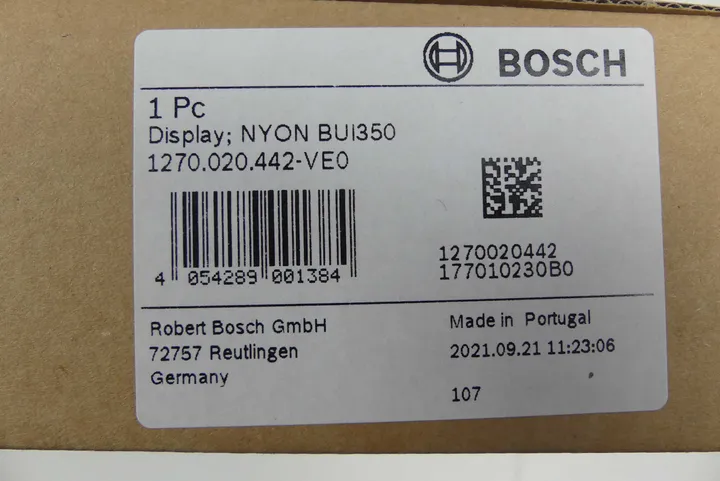 BOSCH
1 Pc
Display; NYON BUI350
1270.020.442-VE0
4 054289 001384
1270020442
177010230B0
Robert Bosch GmbH
72757 Reutlingen
Germany
Made in Portugal
2021.09.21 11:23:06
107